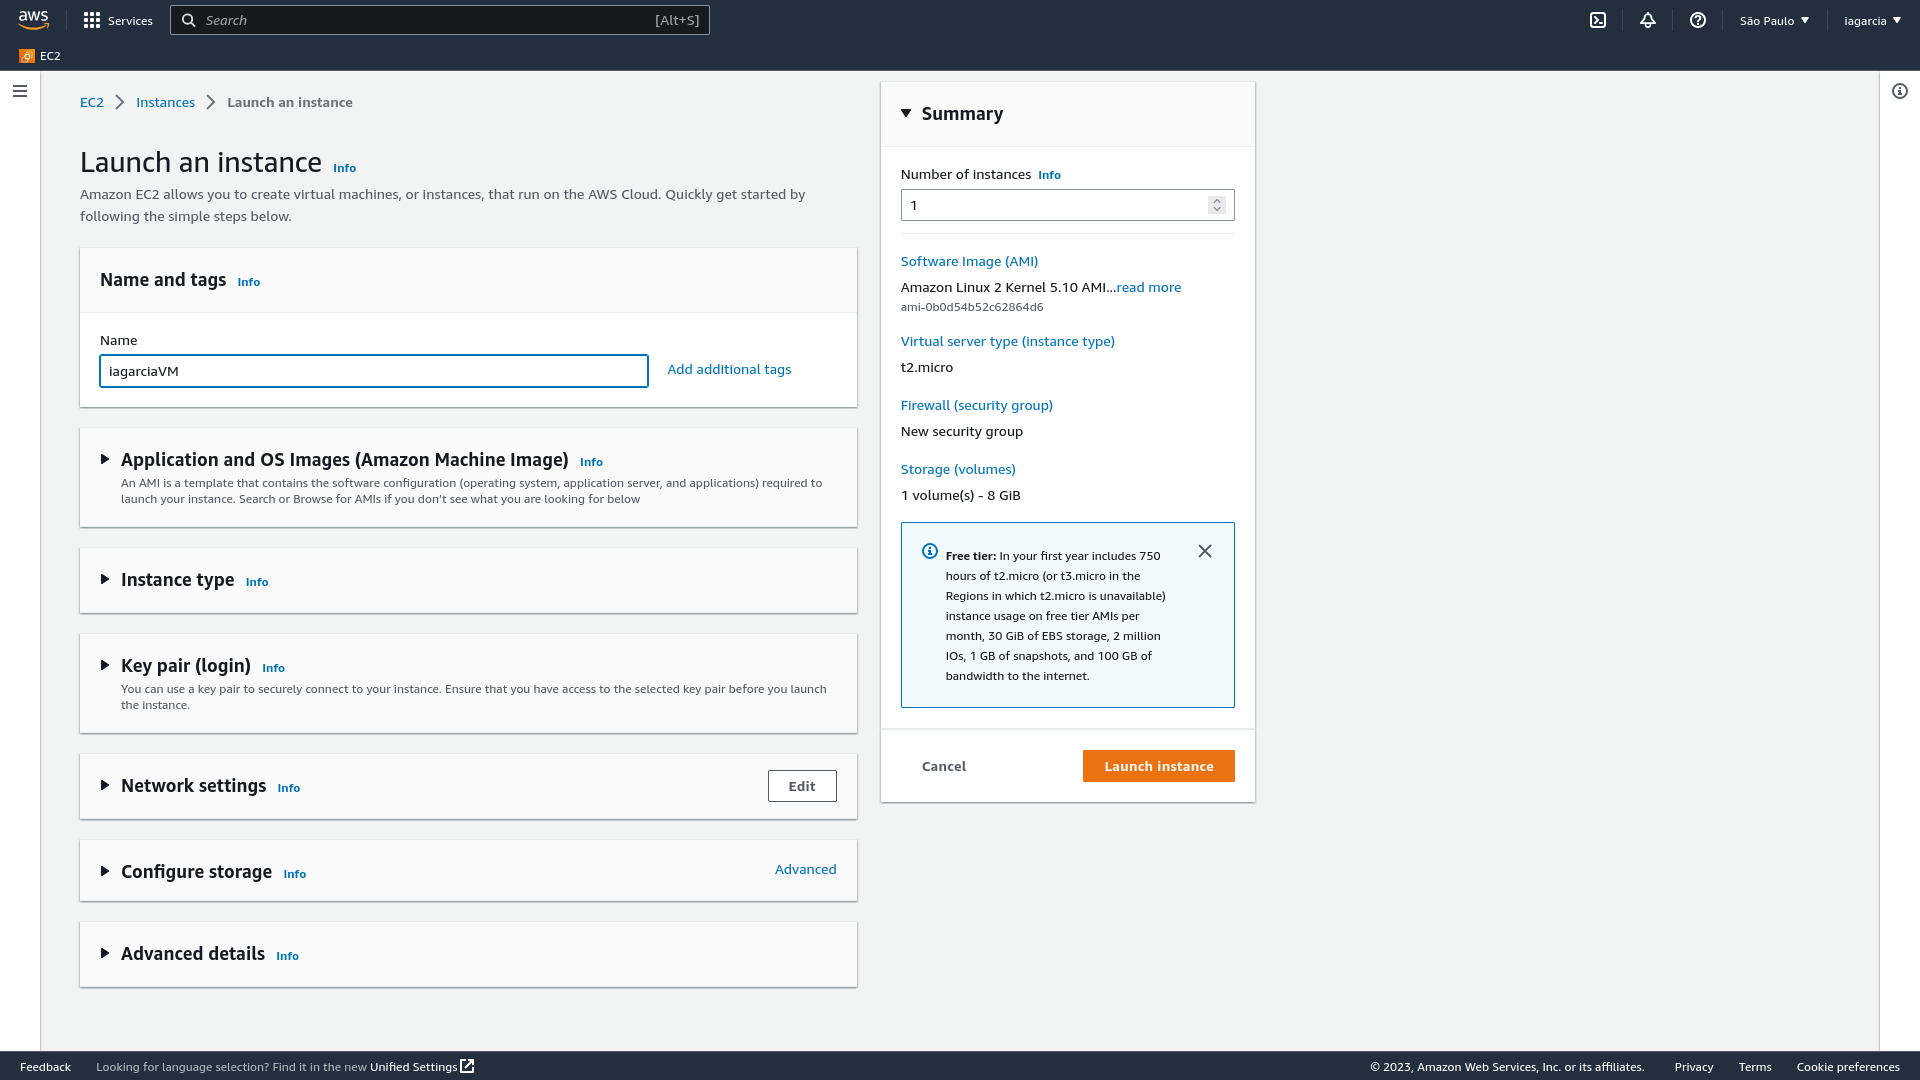 aws
Services
Search
[Alt+S]
São Paulo
iagarcia
EC2
EC2
Instances
Launch an instance
Launch an instance Info
Amazon EC2 allows you to create virtual machines, or instances, that run on the AWS Cloud. Quickly get started by
following the simple steps below.
Name and tags Info
Name
iagarciaVM
Add additional tags
Application and OS Images (Amazon Machine Image) Info
An AMI is a template that contains the software configuration (operating system, application server, and applications) required to
launch your instance. Search or Browse for AMIs if you don’t see what you are looking for below
Instance type Info
Key pair (login) Info
You can use a key pair to securely connect to your instance. Ensure that you have access to the selected key pair before you launch
the instance.
Network settings Info
Edit
Configure storage Info
Advanced
Advanced details Info
Summary
Number of instances Info
1
Software Image (AMI)
Amazon Linux 2 Kernel 5.10 AMI...read more
ami-0b0d54b52c62864d6
Virtual server type (instance type)
t2.micro
Firewall (security group)
New security group
Storage (volumes)
1 volume(s) - 8 GiB
Free tier: In your first year includes 750
hours of t2.micro (or t3.micro in the
Regions in which t2.micro is unavailable)
instance usage on free tier AMIs per
month, 30 GiB of EBS storage, 2 million
IOs, 1 GB of snapshots, and 100 GB of
bandwidth to the internet.
Cancel
Launch instance
Feedback
Looking for language selection? Find it in the new Unified Settings
© 2023, Amazon Web Services, Inc. or its affiliates.
Privacy
Terms
Cookie preferences